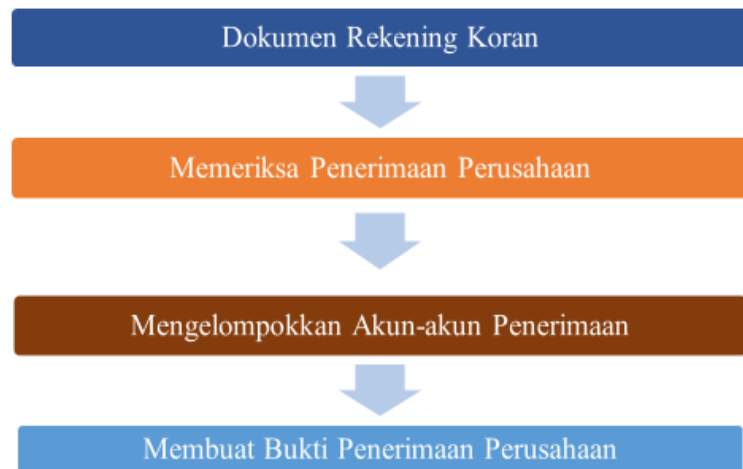 Dokumen Rekening Koran
Memeriksa Penerimaan Perusahaan
Mengelompokkan Akun-akun Penerimaan
Membuat Bukti Penerimaan Perusahaan